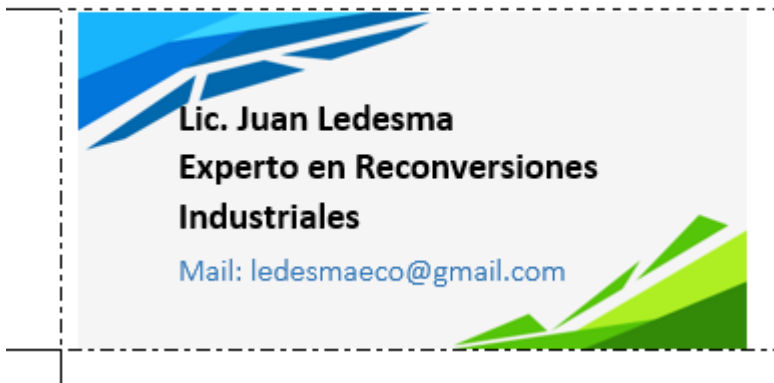 Lic. Juan Ledesma
Experto en Reconversiones
Industriales
Mail: ledesmaeco@gmail.com